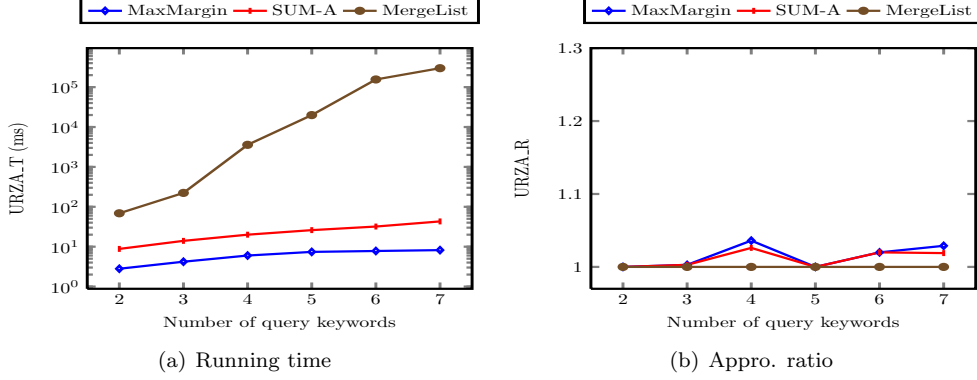 MaxMargin SUM-A MergeList
URZA_T (ms)
10^5
10^4
10^3
10^2
10^1
10^0
2 3 4 5 6 7
Number of query keywords
(a) Running time
MaxMargin SUM-A MergeList
URZA_R
1.3
1.2
1.1
1
2 3 4 5 6 7
Number of query keywords
(b) Appro. ratio